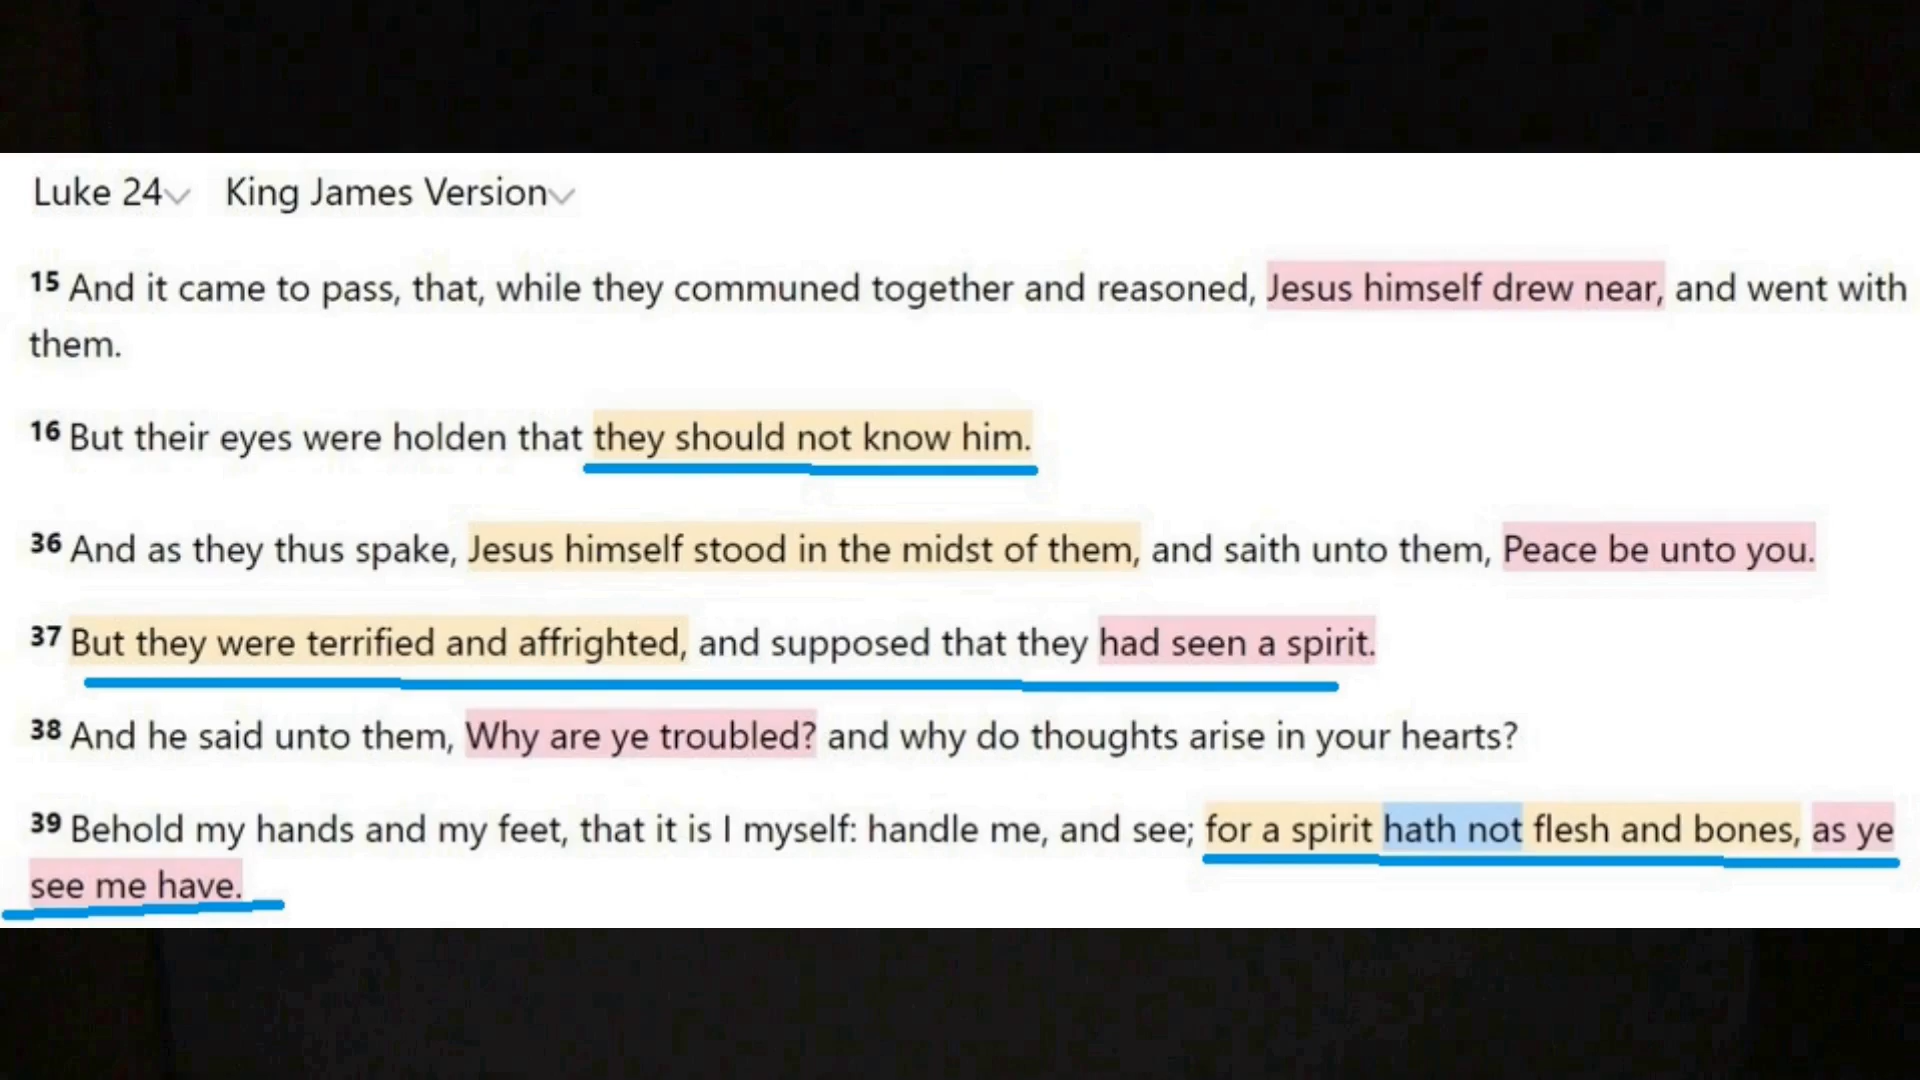 Luke 24 King James Version
15 And it came to pass, that, while they communed together and reasoned, Jesus himself drew near, and went with
them.
16 But their eyes were holden that they should not know him.
36 And as they thus spake, Jesus himself stood in the midst of them, and saith unto them, Peace be unto you.
37 But they were terrified and affrighted, and supposed that they had seen a spirit.
38 And he said unto them, Why are ye troubled? and why do thoughts arise in your hearts?
39 Behold my hands and my feet, that it is I myself: handle me, and see; for a spirit hath not flesh and bones, as ye
see me have.